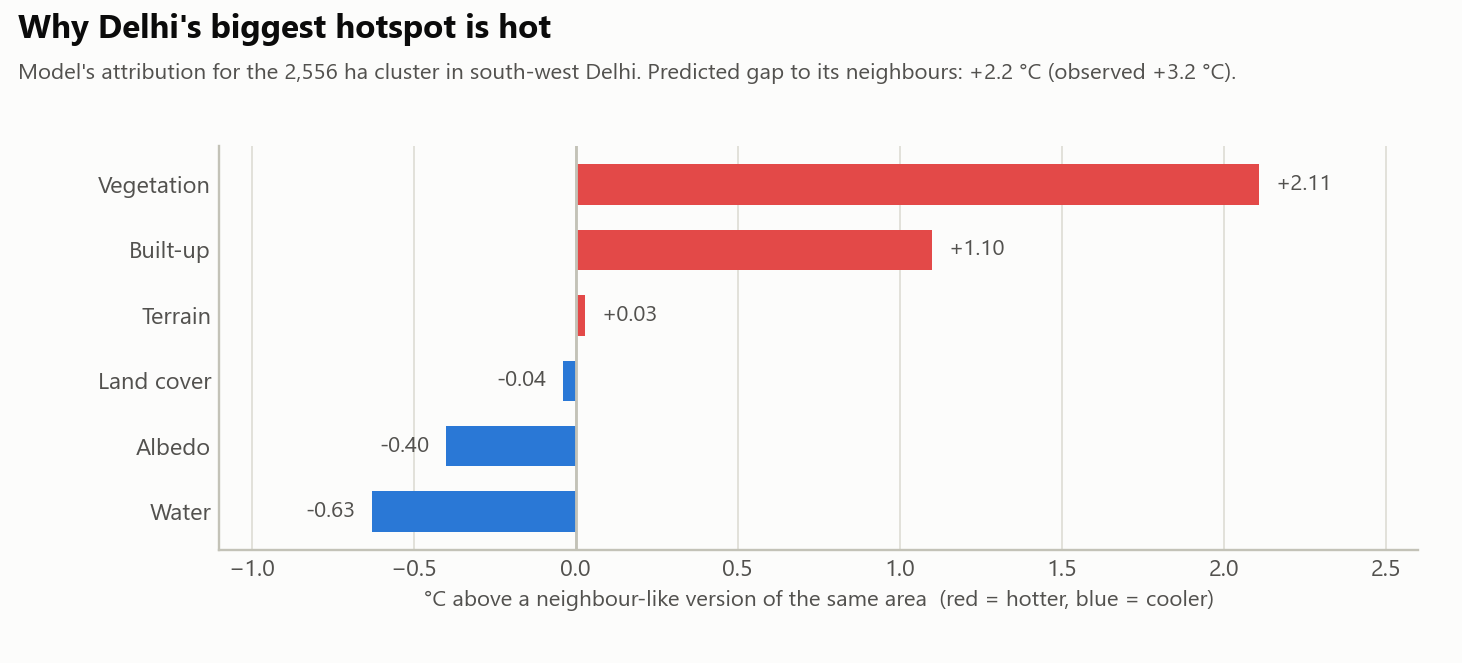 Why Delhi's biggest hotspot is hot
Model's attribution for the 2,556 ha cluster in south-west Delhi. Predicted gap to its neighbours: +2.2 °C (observed +3.2 °C).
Vegetation +2.11
Built-up +1.10
Terrain +0.03
Land cover -0.04
Albedo -0.40
Water -0.63
−1.0 −0.5 0.0 0.5 1.0 1.5 2.0 2.5
°C above a neighbour-like version of the same area (red = hotter, blue = cooler)